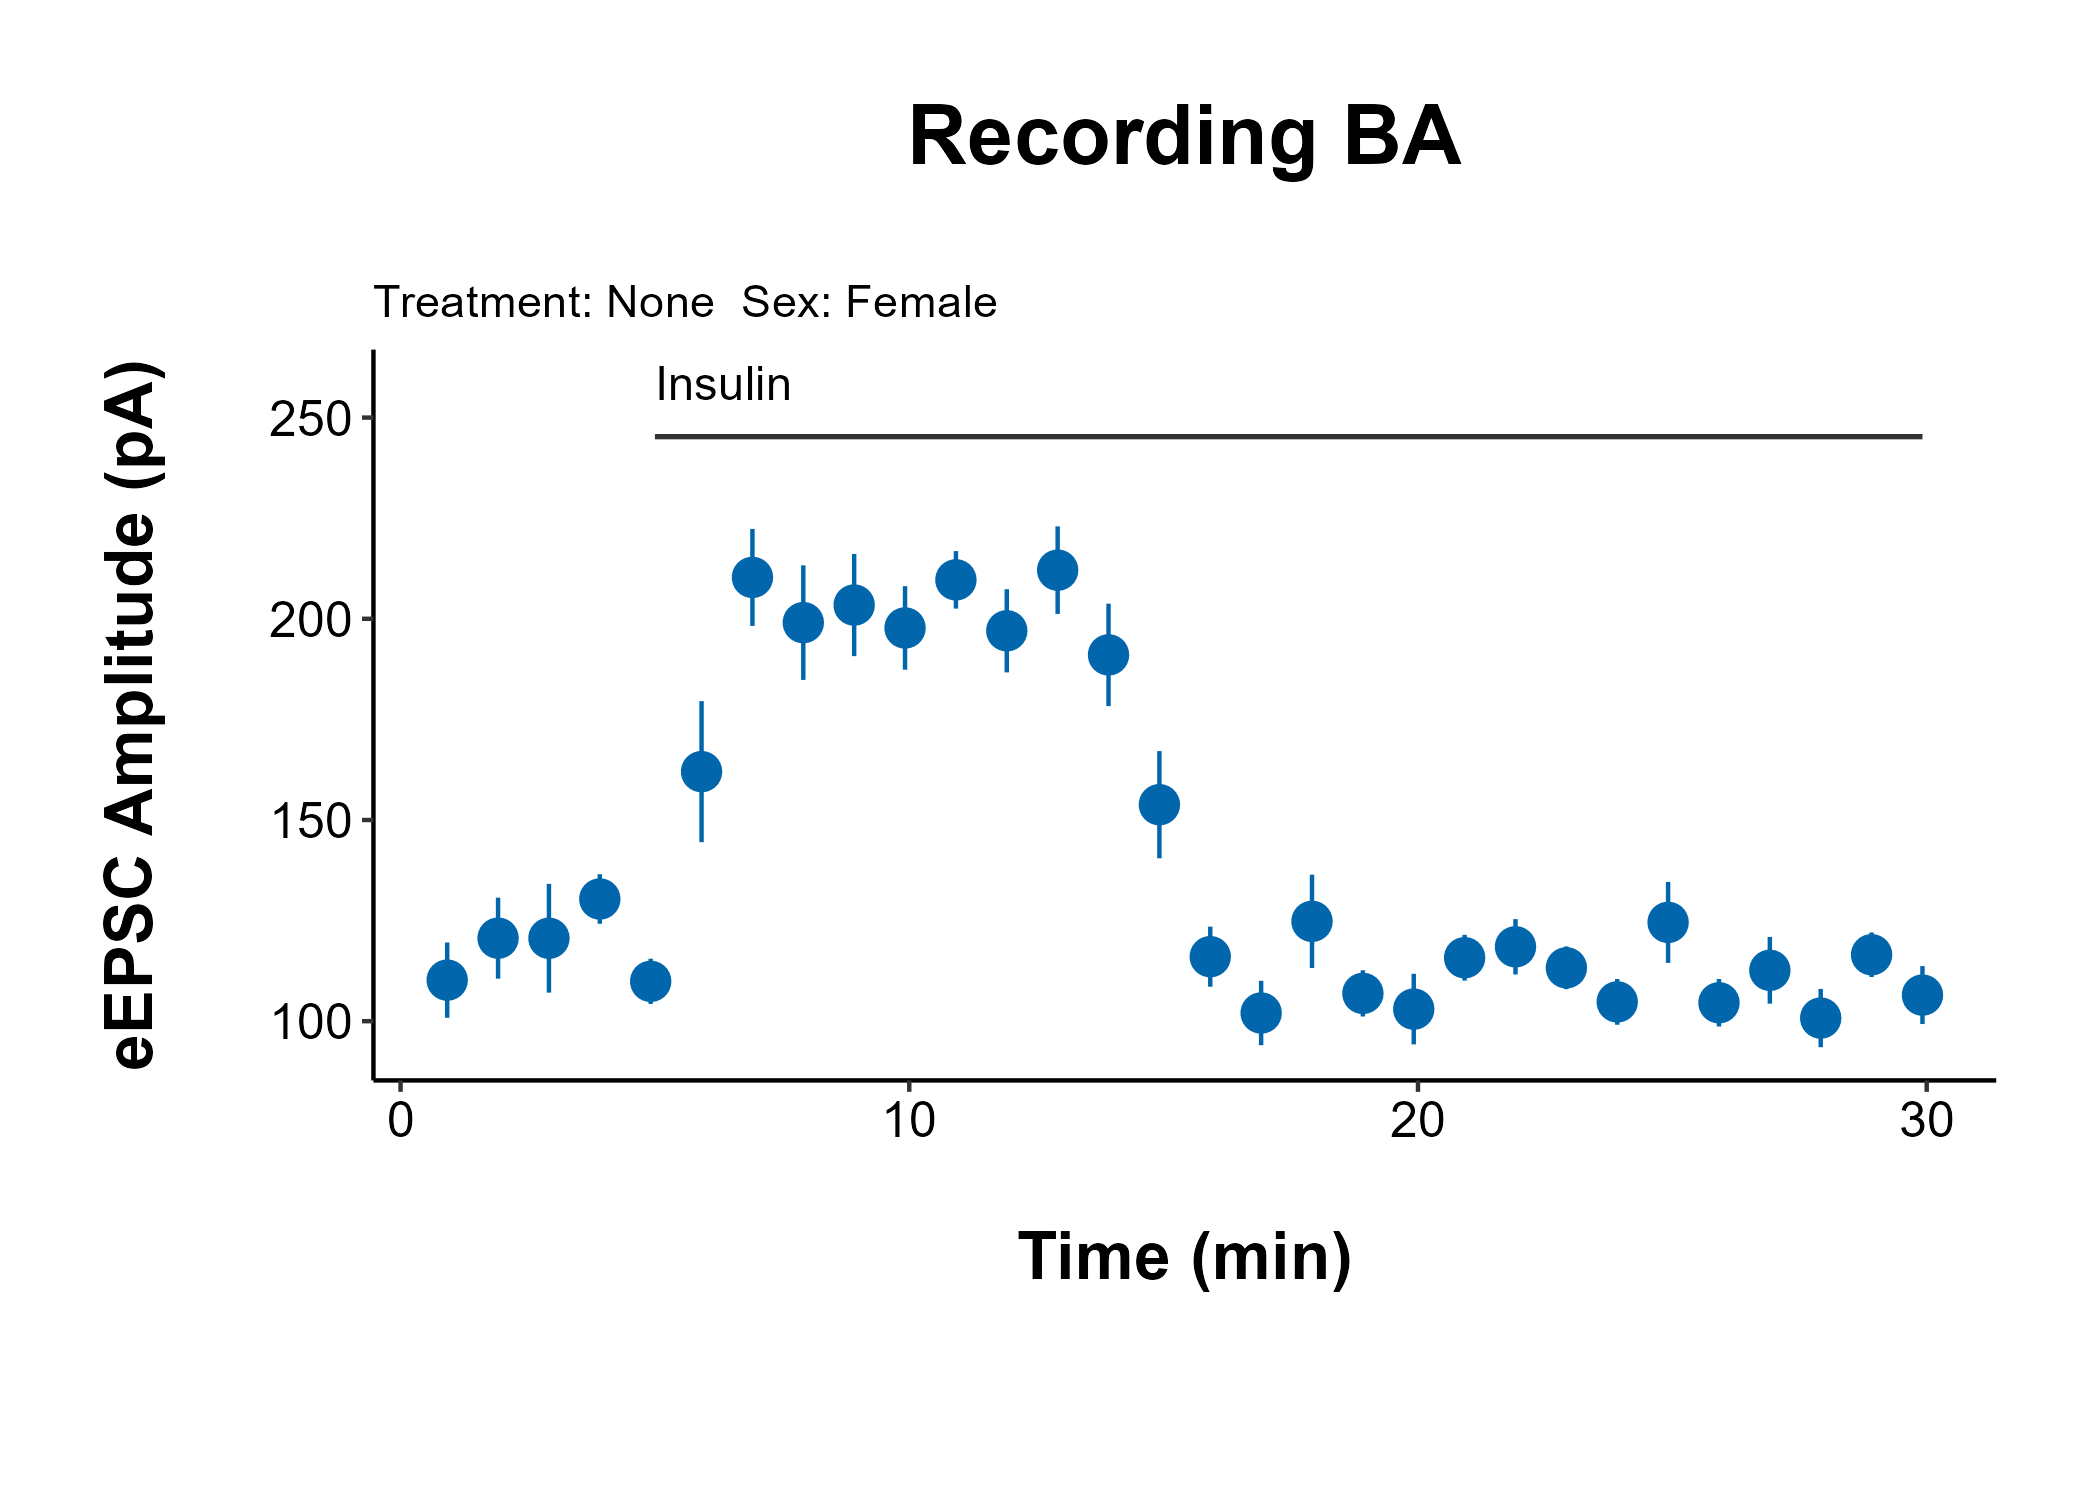 Recording BA
Treatment: None  Sex: Female
Insulin
eEPSC Amplitude (pA)
250
200
150
100
0 10 20 30
Time (min)